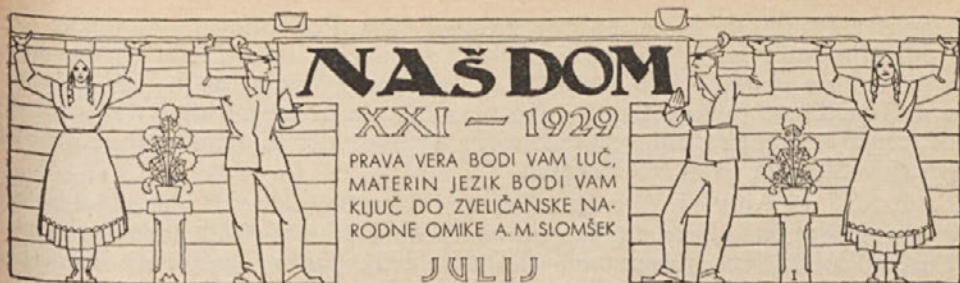 NAŠ DOM
XXI — 1929
PRAVA VERA BODI VAM LUČ,
MATERIN JEZIK BODI VAM
KLJUČ DO ZVELIČANSKE NA-
RODNE OMIKE A. M. SLOMŠEK
JULIJ